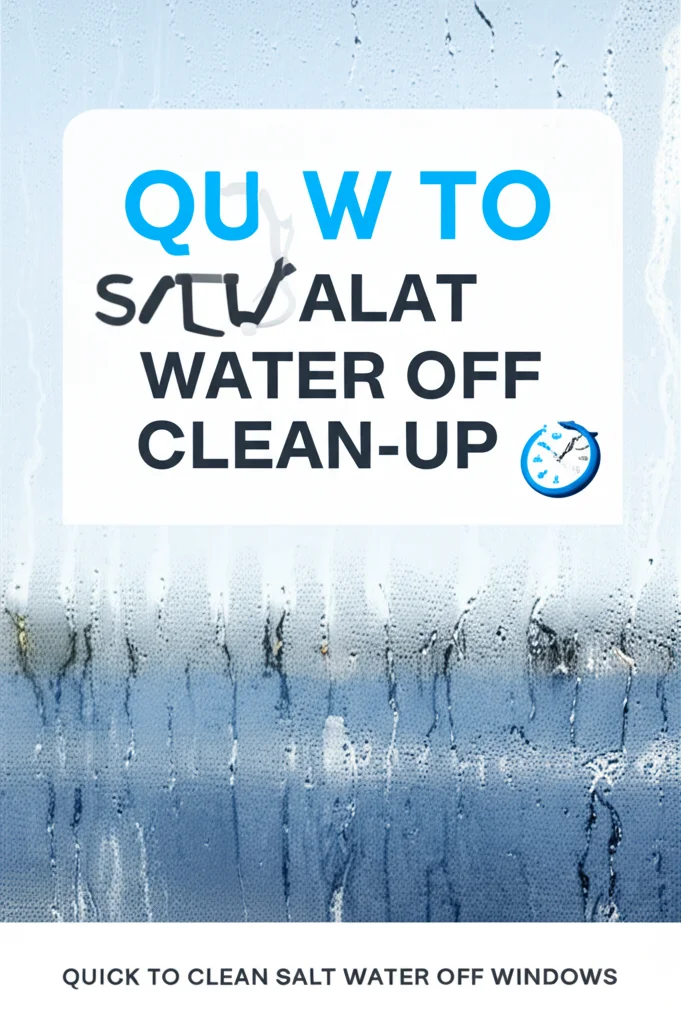 QU W TO
ALAT
WATER OFF
CLEAN-UP
QUICK TO CLEAN SALT WATER OFF WINDOWS